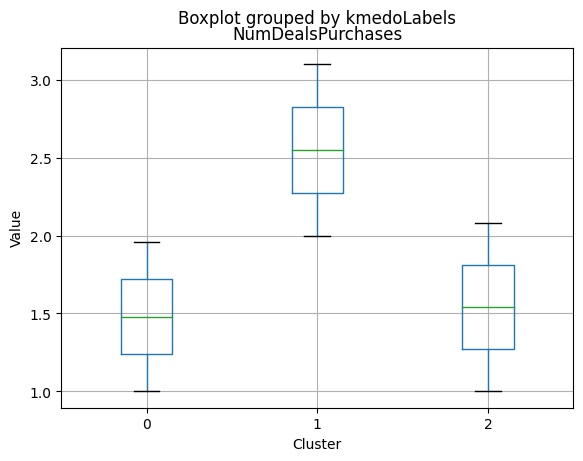 Boxplot grouped by kmedoLabels
NumDealsPurchases
3.0
2.5
2.0
1.5
1.0
Value
0 1 2
Cluster